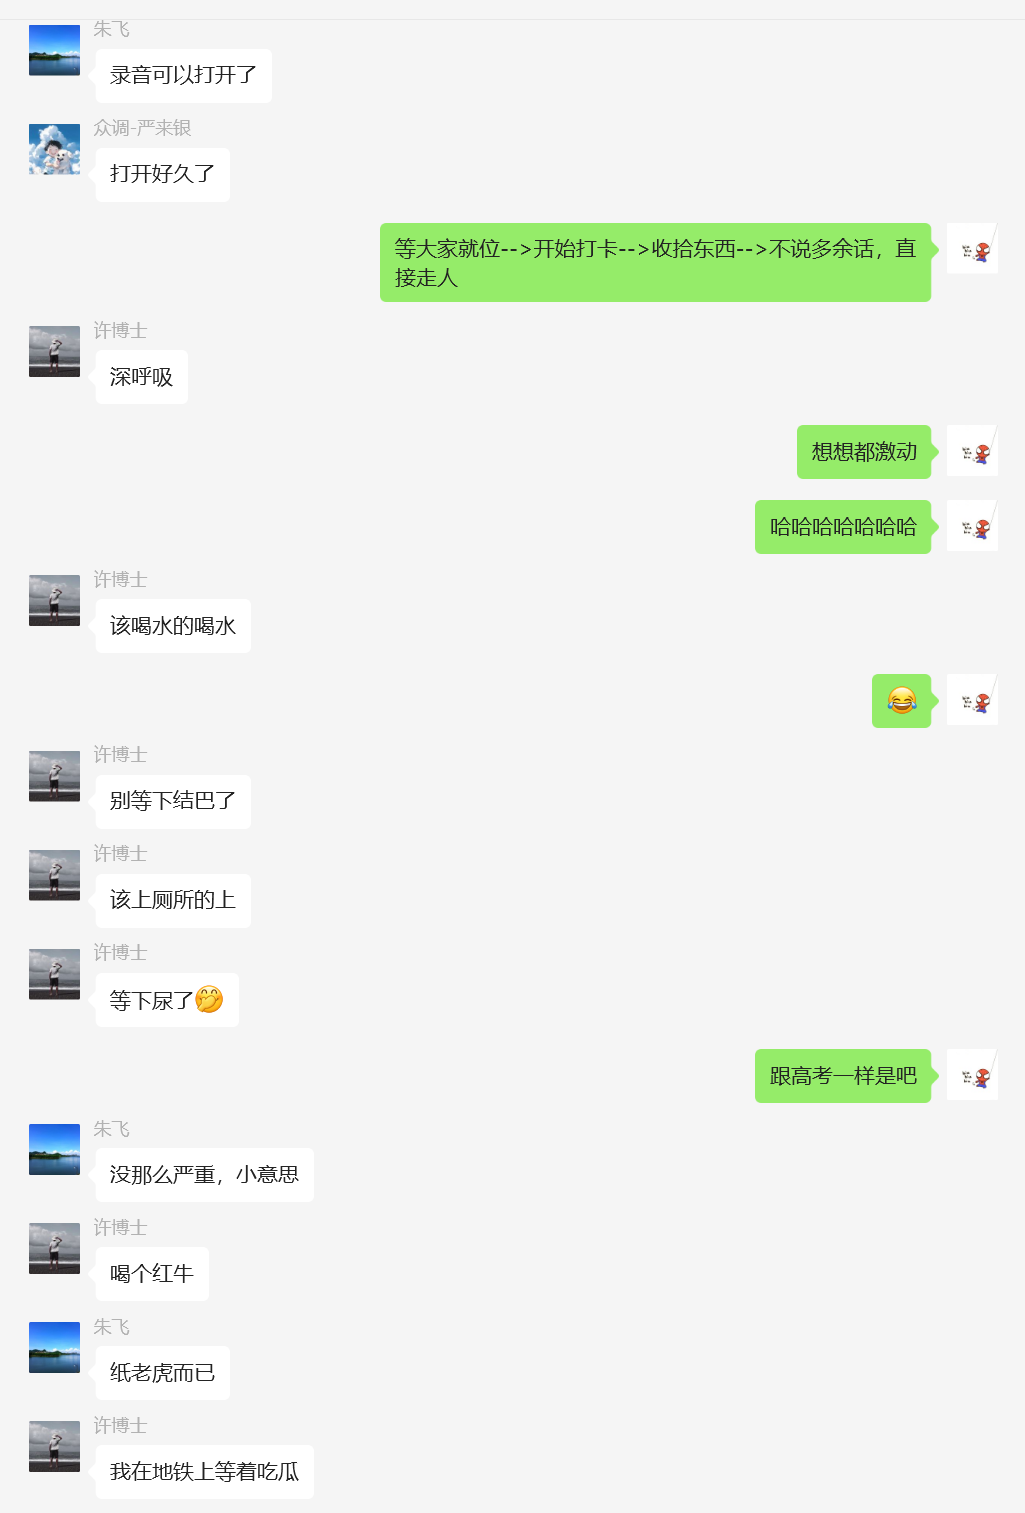 朱飞
录音可以打开了
众调-严来银
打开好久了
等大家就位-->开始打卡-->收拾东西-->不说多余话，直
接走人
许博士
深呼吸
想想都激动
哈哈哈哈哈哈哈
许博士
该喝水的喝水
😂
许博士
别等下结巴了
许博士
该上厕所的上
许博士
等下尿了🤭
跟高考一样是吧
朱飞
没那么严重，小意思
许博士
喝个红牛
朱飞
纸老虎而已
许博士
我在地铁上等着吃瓜